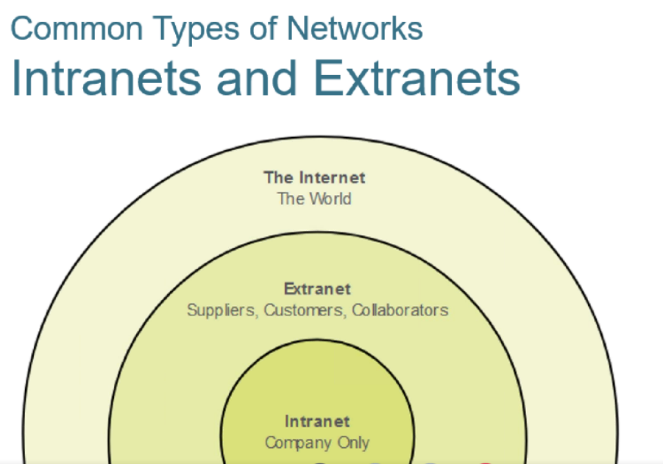 Common Types of Networks
Intranets and Extranets
The Internet
The World
Extranet
Suppliers, Customers, Collaborators
Intranet
Company Only